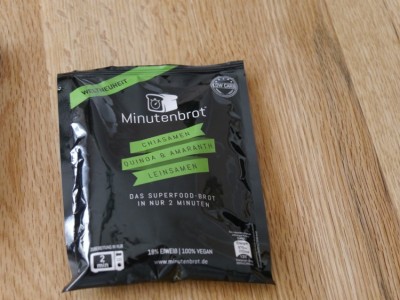 WELTNEUHEIT
LOW CARB
Minutenbrot
CHIASAMEN
QUINOA & AMARANTH
LEINSAMEN
DAS SUPERFOOD-BROT
IN NUR 2 MINUTEN
2
min
18% EIWEIß | 100% VEGAN
www.minutenbrot.de